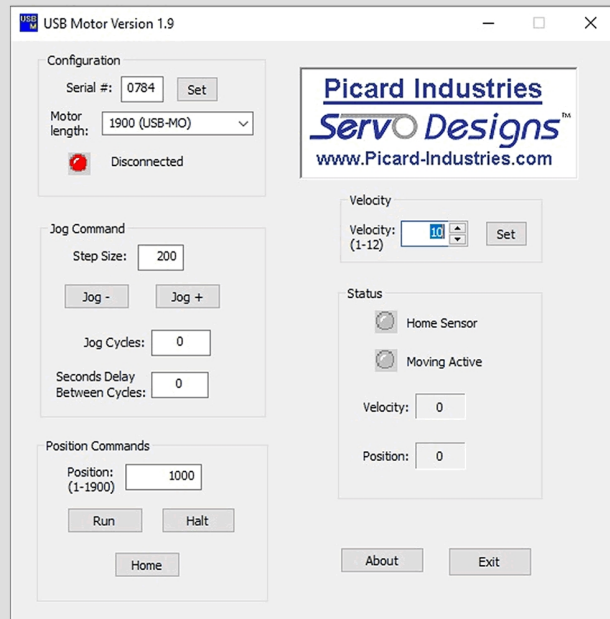 USB Motor Version 1.9
Configuration
Serial #: 0784 Set
Motor
length: 1900 (USB-MO)
Disconnected
Picard Industries
Servo Designs™
www.Picard-Industries.com
Velocity
Velocity: 10 Set
(1-12)
Jog Command
Step Size: 200
Jog - Jog +
Jog Cycles: 0
Seconds Delay
Between Cycles: 0
Status
Home Sensor
Moving Active
Velocity: 0
Position: 0
Position Commands
Position: 1000
(1-1900)
Run Halt
Home
About Exit